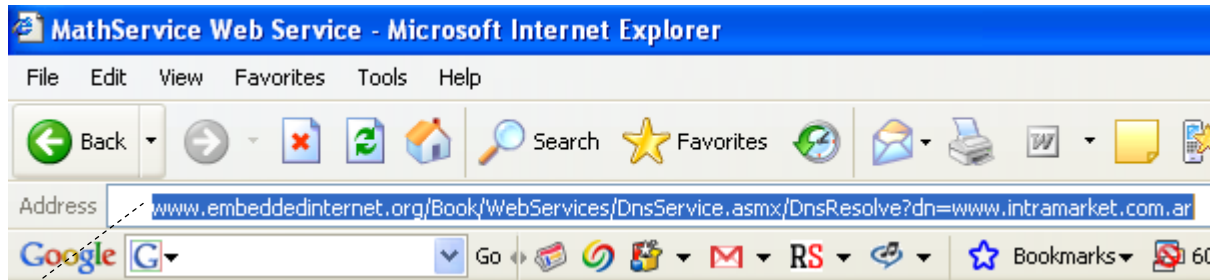 MathService Web Service - Microsoft Internet Explorer
File Edit View Favorites Tools Help
Back Search Favorites W
Address www.embeddedinternet.org/Book/WebServices/DnsService.asmx/DnsResolve?dn=www.intramarket.com.ar
Google G Go RS Bookmarks 60